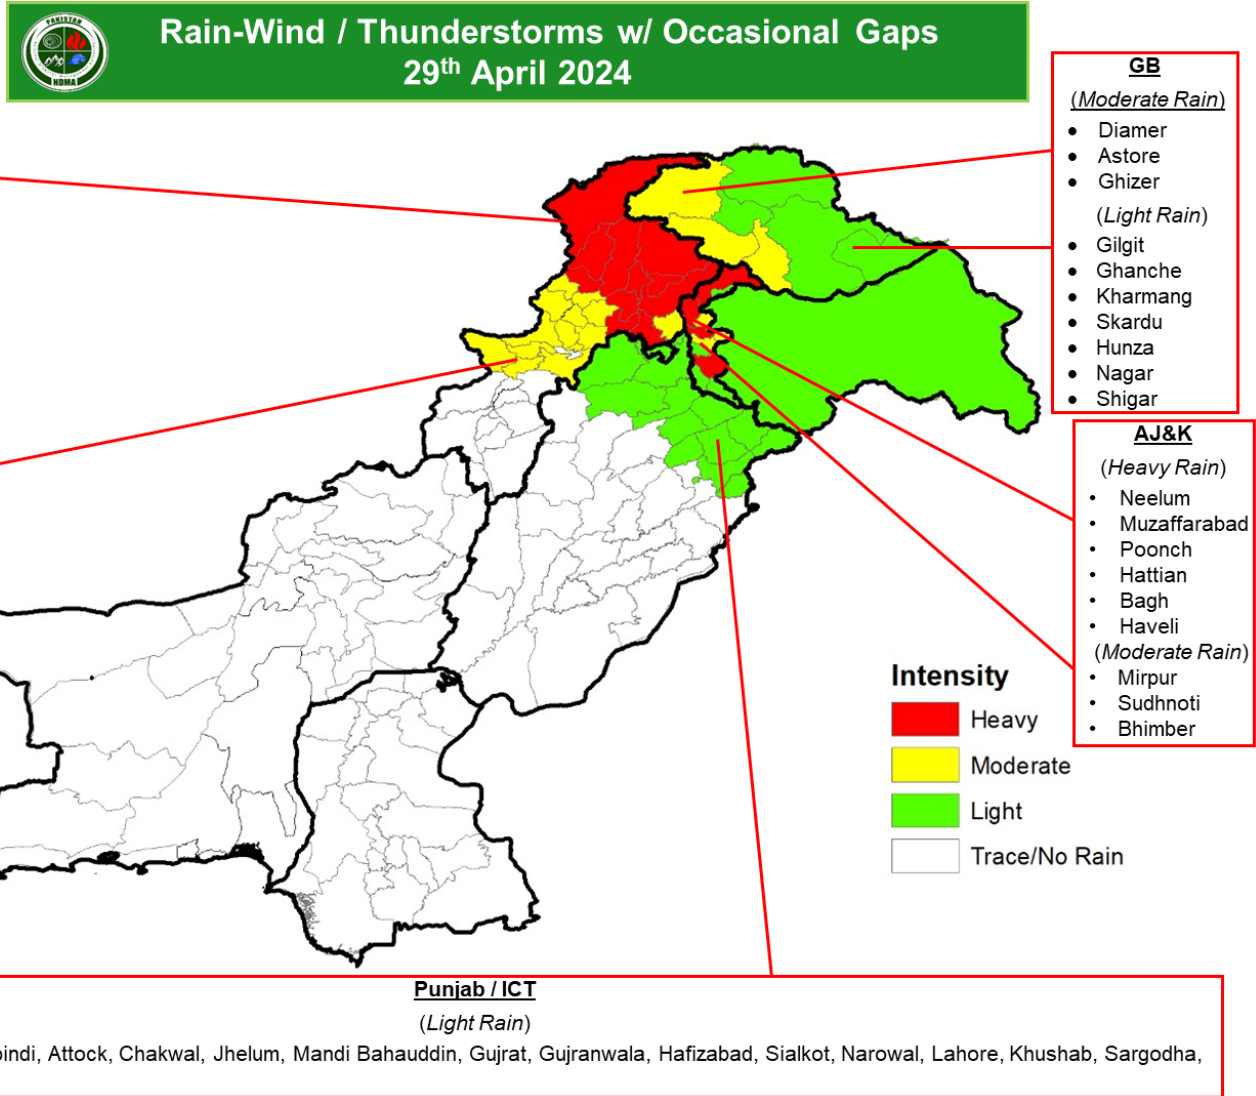 Rain-Wind / Thunderstorms w/ Occasional Gaps
29th April 2024
PAKISTAN
NDMA
GB
(Moderate Rain)
• Diamer
• Astore
• Ghizer
(Light Rain)
• Gilgit
• Ghanche
• Kharmang
• Skardu
• Hunza
• Nagar
• Shigar
AJ&K
(Heavy Rain)
• Neelum
• Muzaffarabad
• Poonch
• Hattian
• Bagh
• Haveli
(Moderate Rain)
• Mirpur
• Sudhnoti
• Bhimber
Intensity
Heavy
Moderate
Light
Trace/No Rain
Punjab / ICT
(Light Rain)
indi, Attock, Chakwal, Jhelum, Mandi Bahauddin, Gujrat, Gujranwala, Hafizabad, Sialkot, Narowal, Lahore, Khushab, Sargodha,